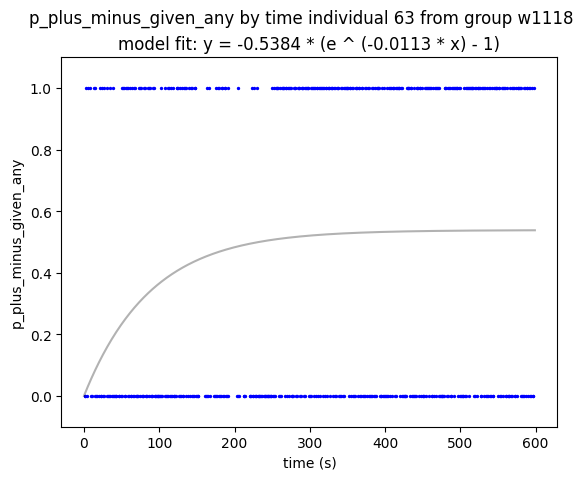 p_plus_minus_given_any by time individual 63 from group w1118
model fit: y = -0.5384 * (e ^ (-0.0113 * x) - 1)
1.0
0.8
0.6
0.4
0.2
0.0
p_plus_minus_given_any
0 100 200 300 400 500 600
time (s)